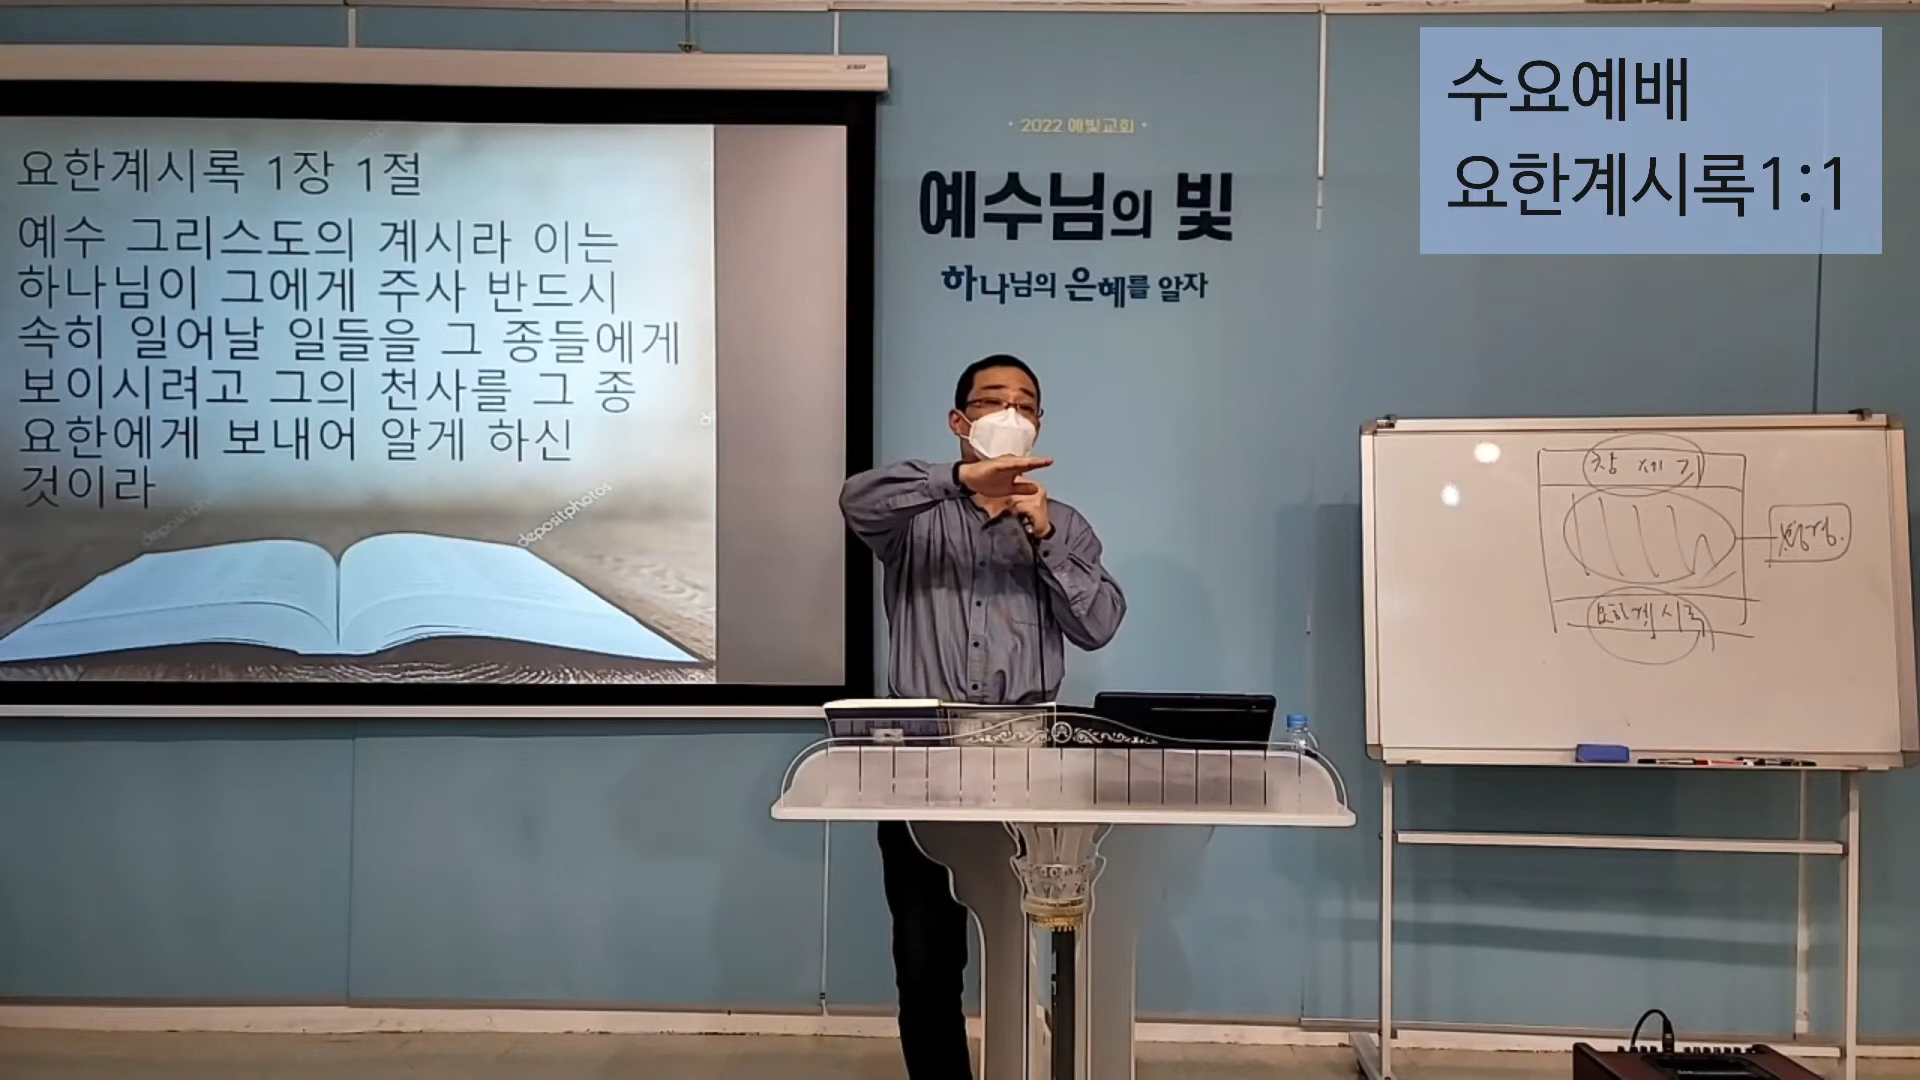 요한계시록 1장 1절
예수 그리스도의 계시라 이는
하나님이 그에게 주사 반드시
속히 일어날 일들을 그 종들에게
보이시려고 그의 천사를 그 종
요한에게 보내어 알게 하신
것이라
depositphotos
depositphotos
· 2022 예빛교회 ·
예수님의 빛
하나님의 은혜를 알자
수요예배
요한계시록1:1
창세기
요한계시록